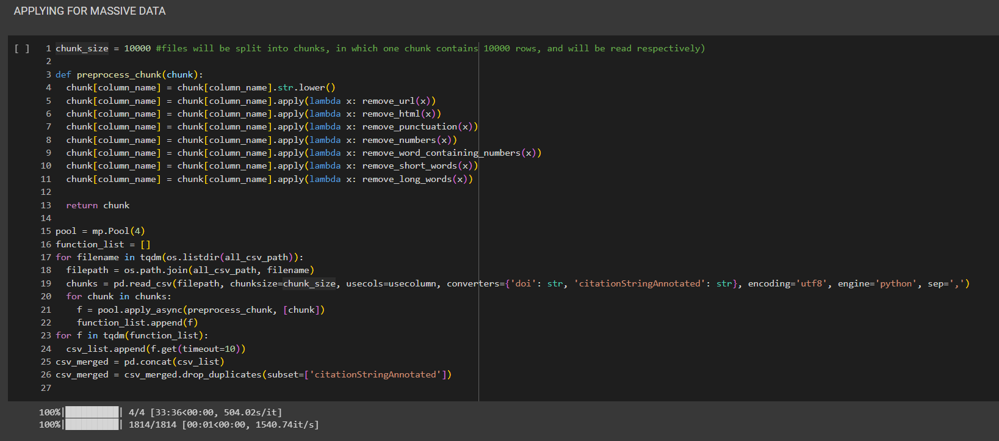 APPLYING FOR MASSIVE DATA
[ ] 1 chunk_size = 10000 #files will be split into chunks, in which one chunk contains 10000 rows, and will be read respectively)
2
3 def preprocess_chunk(chunk):
4   chunk[column_name] = chunk[column_name].str.lower()
5   chunk[column_name] = chunk[column_name].apply(lambda x: remove_url(x))
6   chunk[column_name] = chunk[column_name].apply(lambda x: remove_html(x))
7   chunk[column_name] = chunk[column_name].apply(lambda x: remove_punctuation(x))
8   chunk[column_name] = chunk[column_name].apply(lambda x: remove_numbers(x))
9   chunk[column_name] = chunk[column_name].apply(lambda x: remove_word_containing_numbers(x))
10   chunk[column_name] = chunk[column_name].apply(lambda x: remove_short_words(x))
11   chunk[column_name] = chunk[column_name].apply(lambda x: remove_long_words(x))
12
13   return chunk
14
15 pool = mp.Pool(4)
16 function_list = []
17 for filename in tqdm(os.listdir(all_csv_path)):
18   filepath = os.path.join(all_csv_path, filename)
19   chunks = pd.read_csv(filepath, chunksize=chunk_size, usecols=usecolumn, converters={'doi': str, 'citationStringAnnotated': str}, encoding='utf8', engine='python', sep=',')
20   for chunk in chunks:
21     f = pool.apply_async(preprocess_chunk, [chunk])
22     function_list.append(f)
23 for f in tqdm(function_list):
24   csv_list.append(f.get(timeout=10))
25 csv_merged = pd.concat(csv_list)
26 csv_merged = csv_merged.drop_duplicates(subset=['citationStringAnnotated'])
27
100%|██████████| 4/4 [33:36<00:00, 504.02s/it]
100%|██████████| 1814/1814 [00:01<00:00, 1540.74it/s]